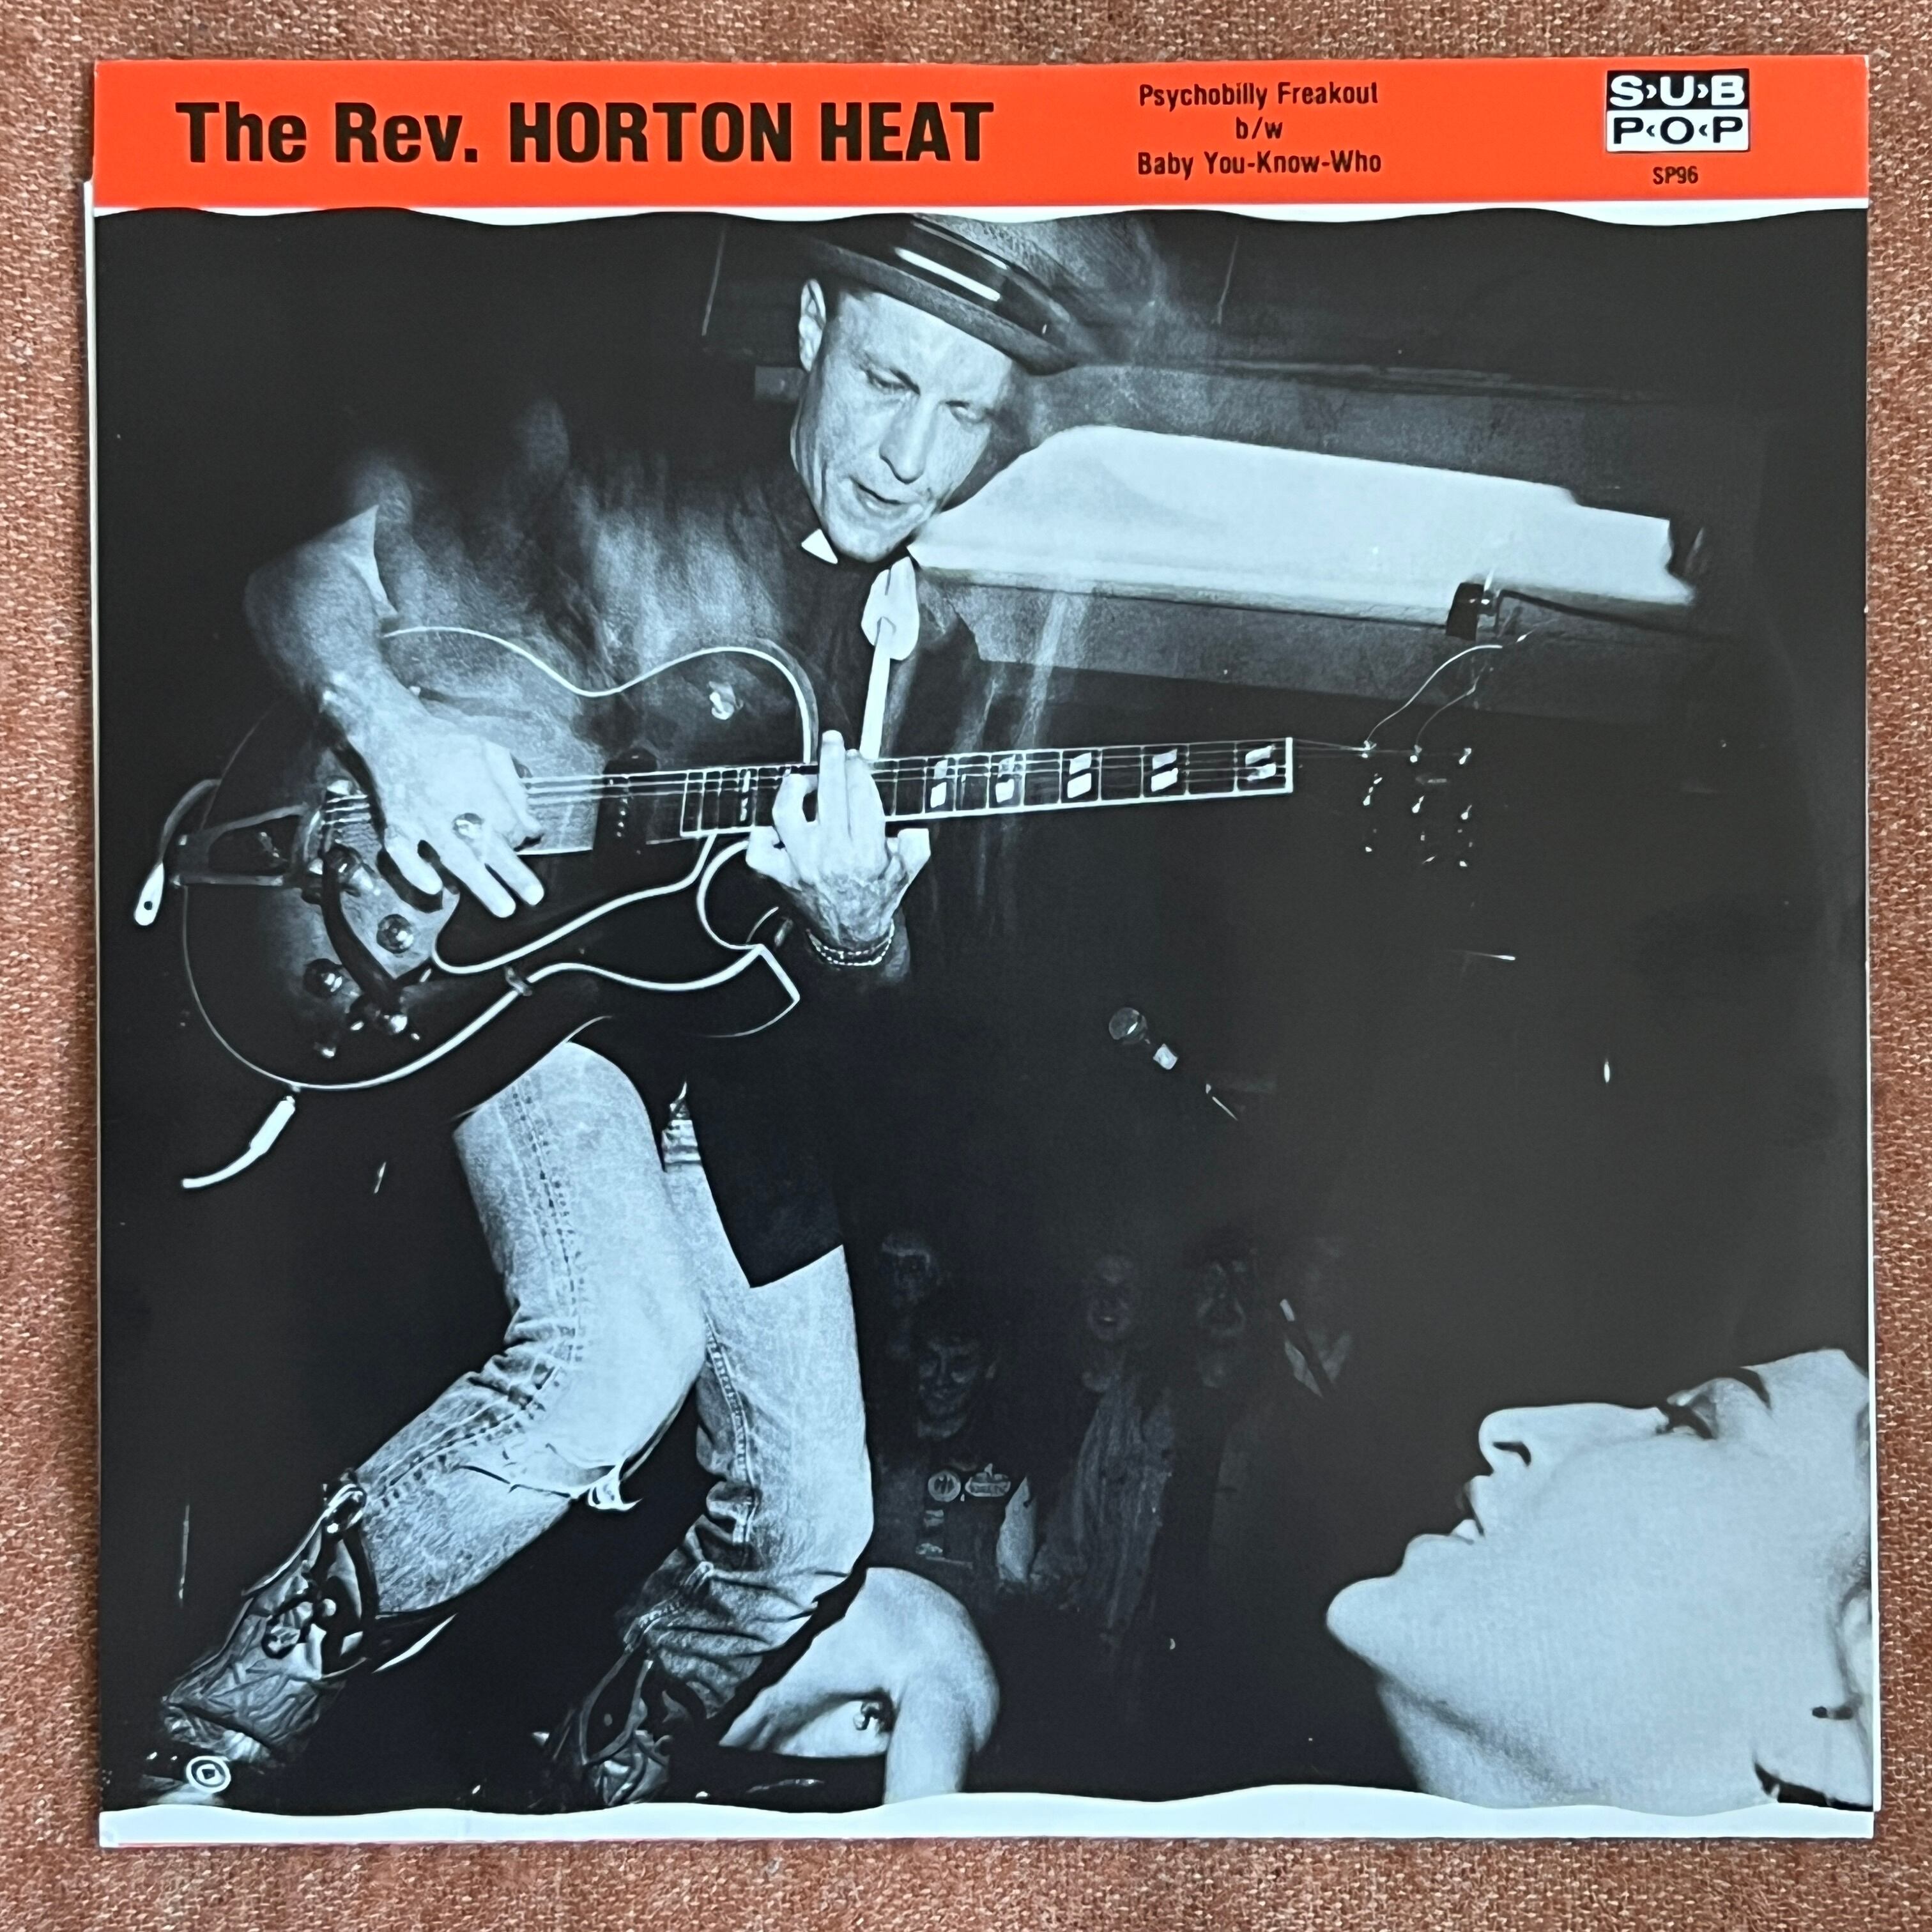 The Rev. HORTON HEAT
Psychobilly Freakout
b/w
Baby You-Know-Who
S›U›B
P‹O‹P
SP96